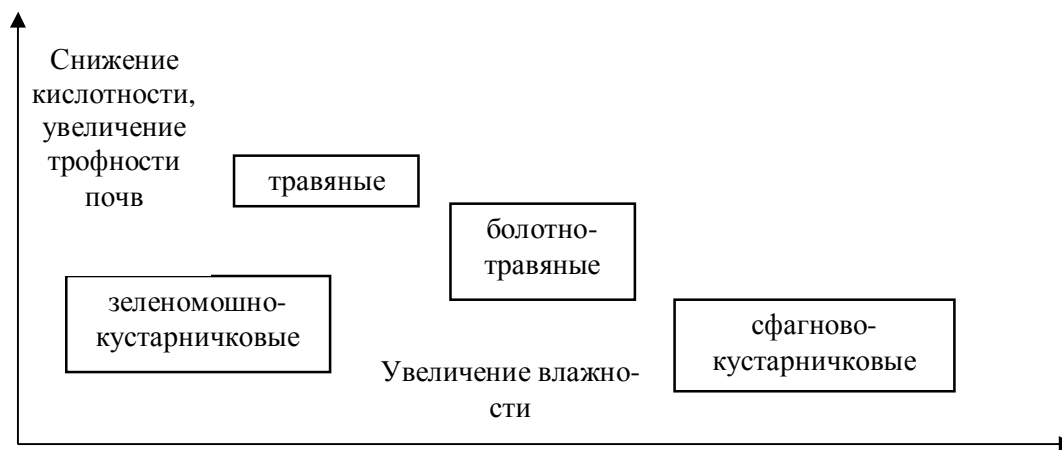 Снижение
кислотности,
увеличение
трофности
почв
травяные
болотно-
травяные
зеленомошно-
кустарничковые
сфагново-
кустарничковые
Увеличение влажно-
сти